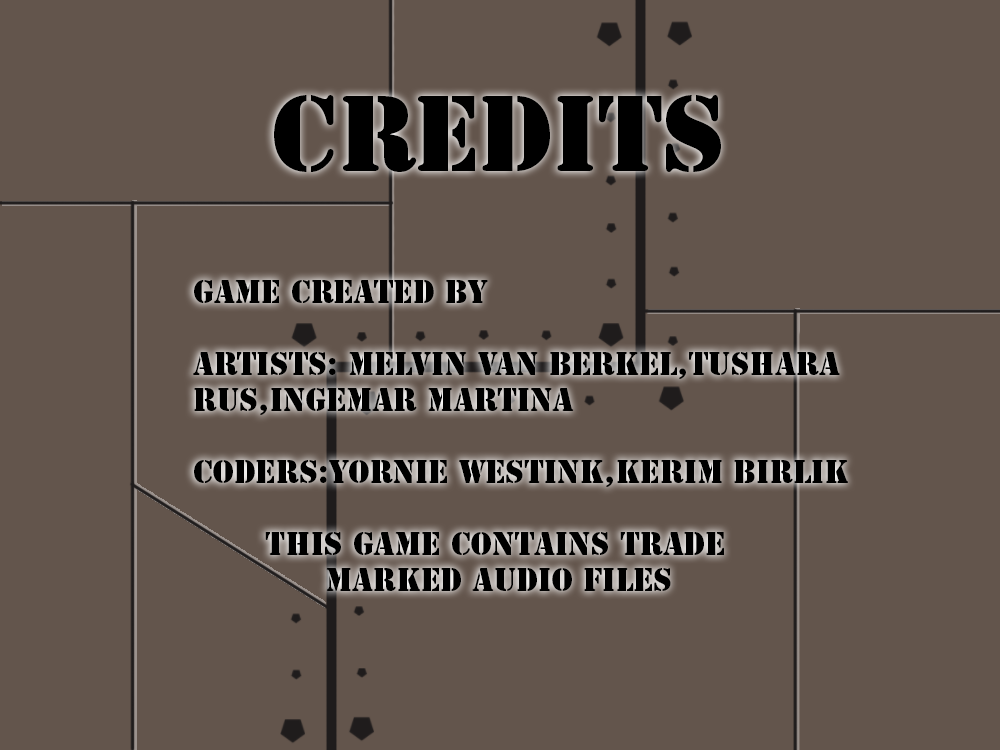 CREDITS
GAME CREATED BY
ARTISTS: MELVIN VAN BERKEL,TUSHARA
RUS,INGEMAR MARTINA
CODERS:YORNIE WESTINK,KERIM BIRLIK
THIS GAME CONTAINS TRADE
MARKED AUDIO FILES